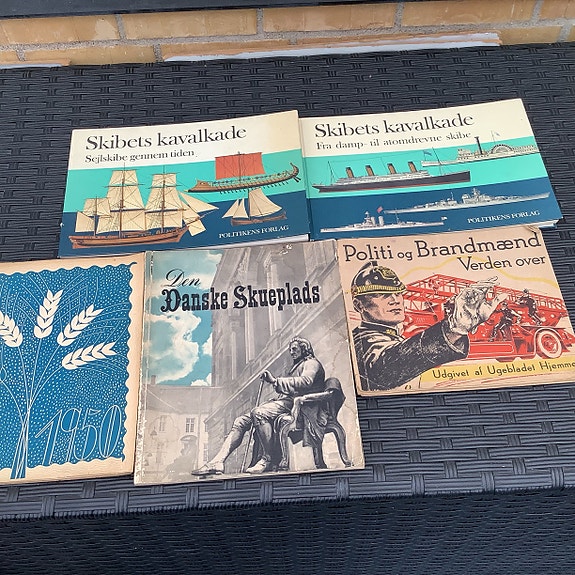 Skibets kavalkade
Sejlskibe gennem tiden
POLITIKENS FORLAG
Skibets kavalkade
Fra damp- til atomdrevne skibe
POLITIKENS FORLAG
1950
Den
Danske Skueplads
Politi og Brandmænd
Verden over
Udgivet af Ugebladet Hjemme